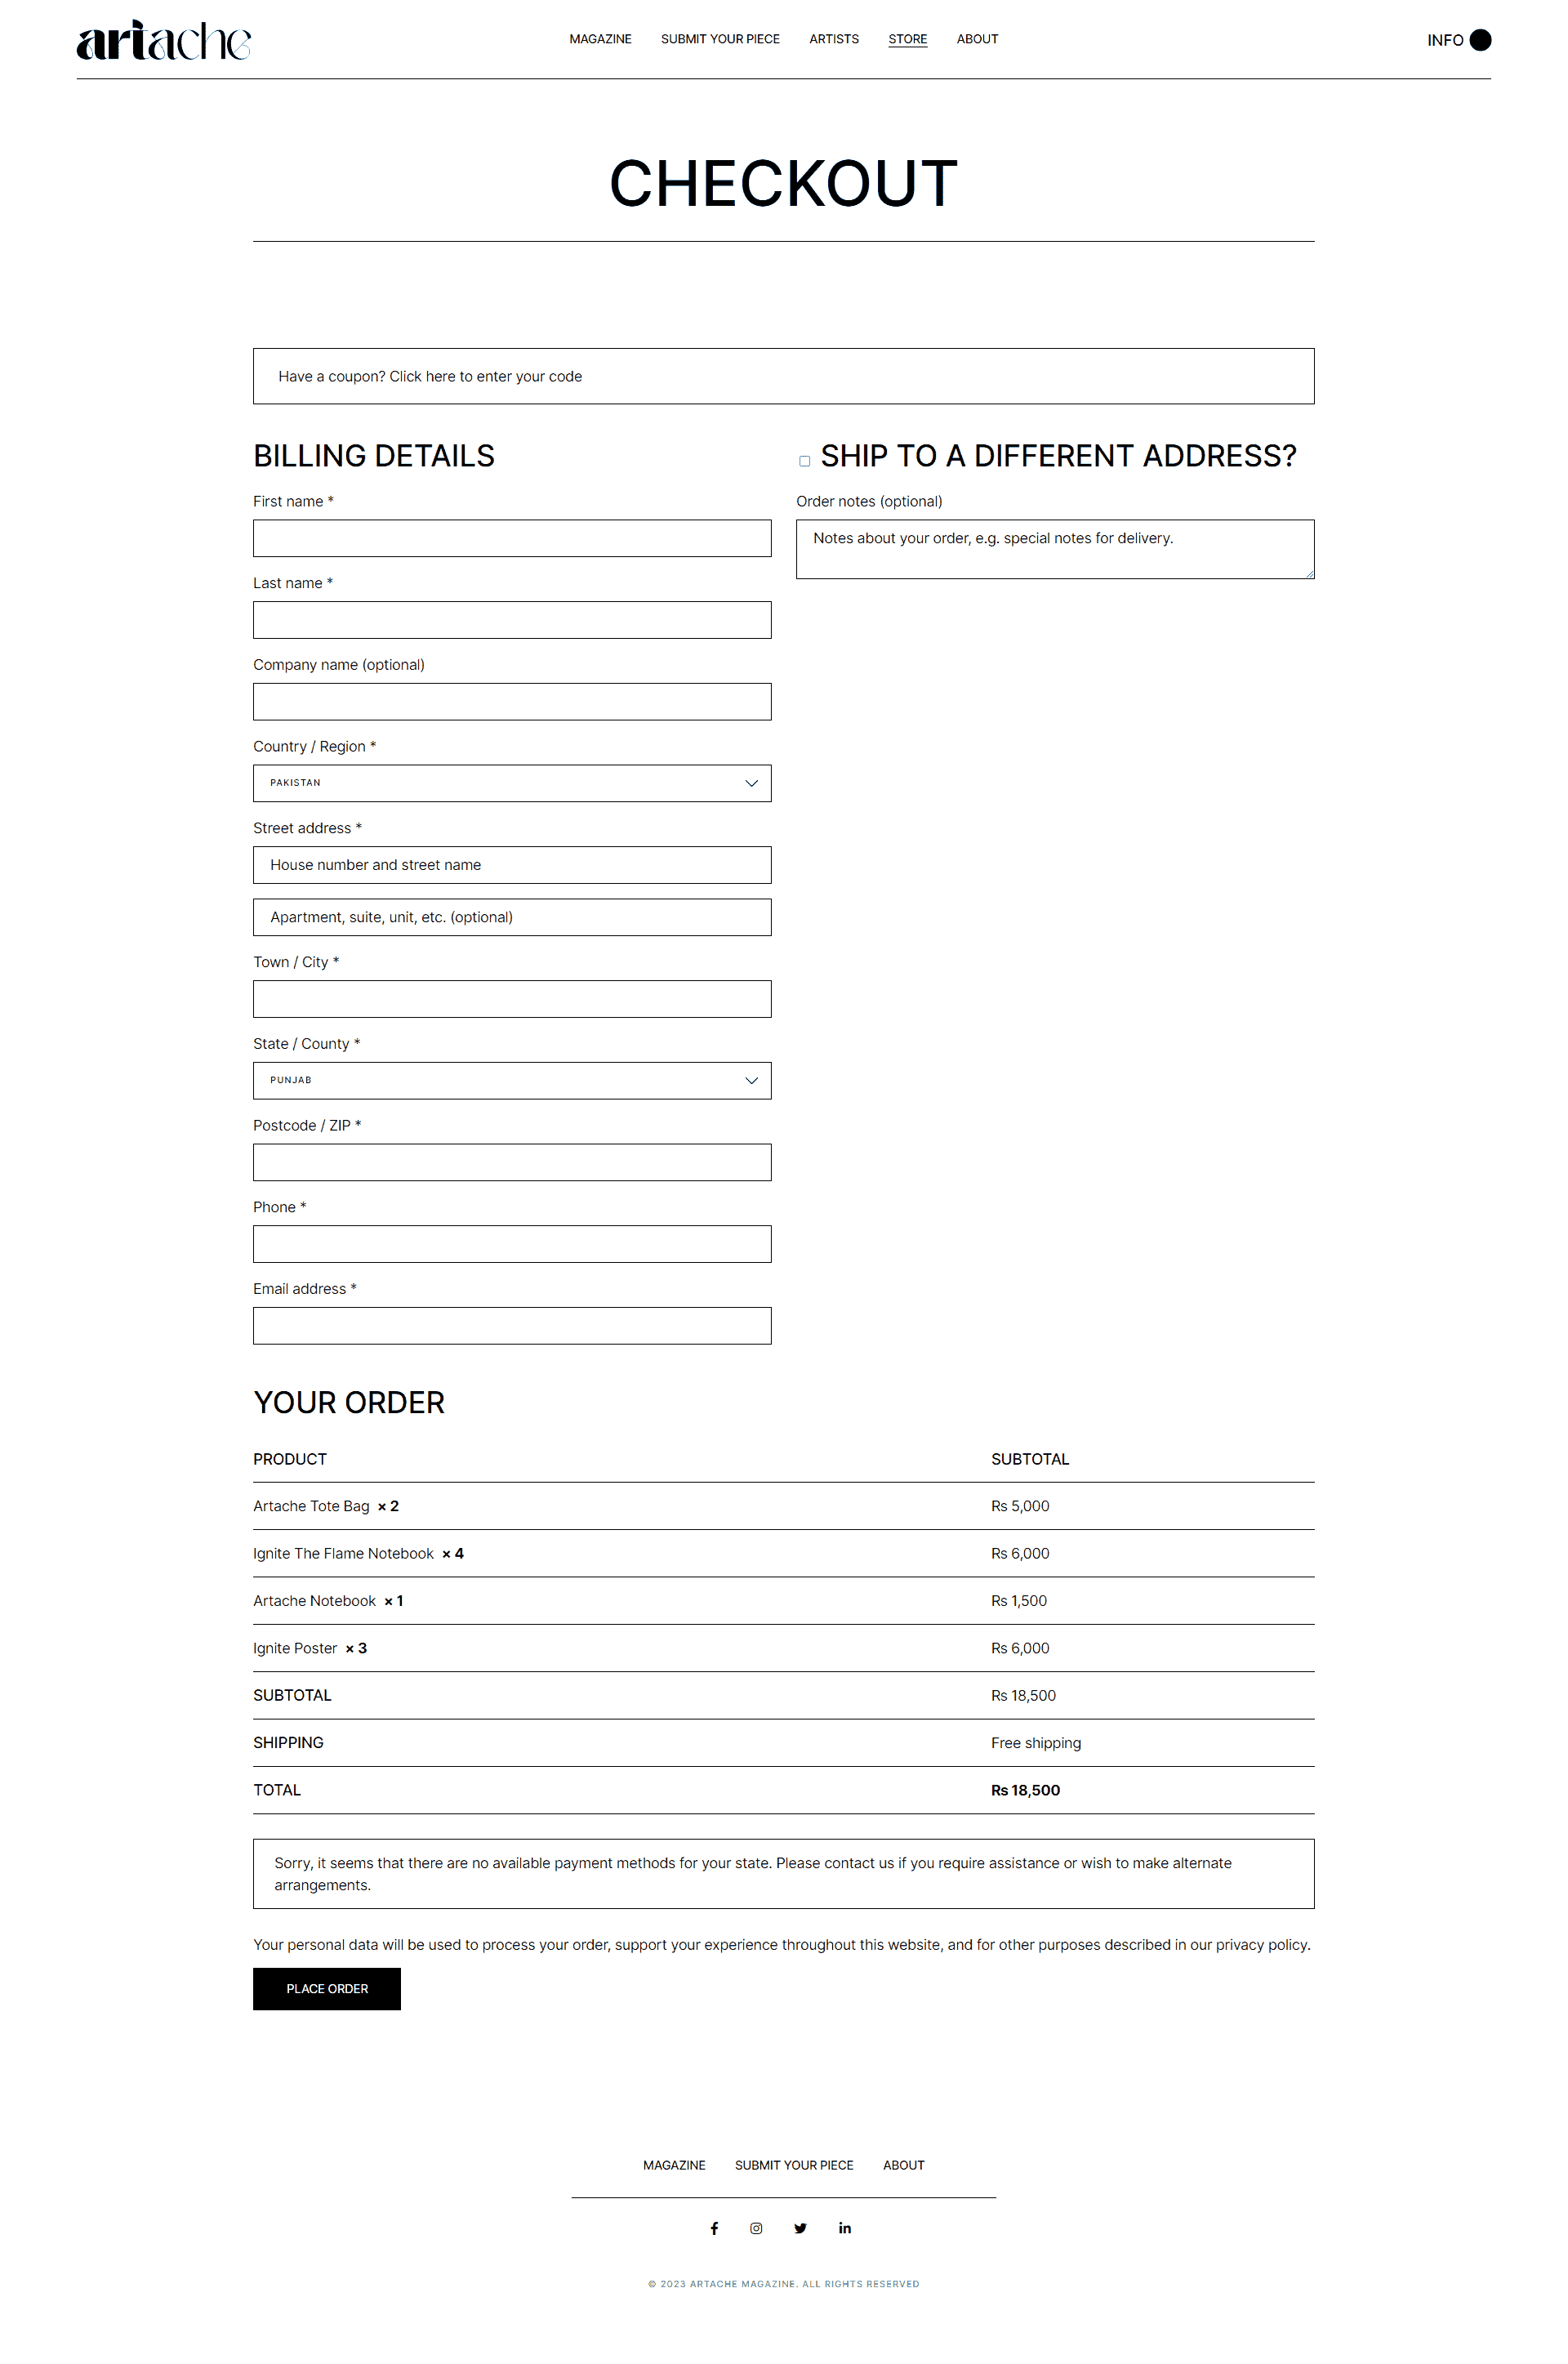 artache
MAGAZINE SUBMIT YOUR PIECE ARTISTS STORE ABOUT
INFO
CHECKOUT
Have a coupon? Click here to enter your code
BILLING DETAILS
First name *
Last name *
Company name (optional)
Country / Region *
PAKISTAN
Street address *
House number and street name
Apartment, suite, unit, etc. (optional)
Town / City *
State / County *
PUNJAB
Postcode / ZIP *
Phone *
Email address *
SHIP TO A DIFFERENT ADDRESS?
Order notes (optional)
Notes about your order, e.g. special notes for delivery.
YOUR ORDER
PRODUCT SUBTOTAL
Artache Tote Bag × 2 Rs 5,000
Ignite The Flame Notebook × 4 Rs 6,000
Artache Notebook × 1 Rs 1,500
Ignite Poster × 3 Rs 6,000
SUBTOTAL Rs 18,500
SHIPPING Free shipping
TOTAL Rs 18,500
Sorry, it seems that there are no available payment methods for your state. Please contact us if you require assistance or wish to make alternate
arrangements.
Your personal data will be used to process your order, support your experience throughout this website, and for other purposes described in our privacy policy.
PLACE ORDER
MAGAZINE SUBMIT YOUR PIECE ABOUT
© 2023 ARTACHE MAGAZINE. ALL RIGHTS RESERVED